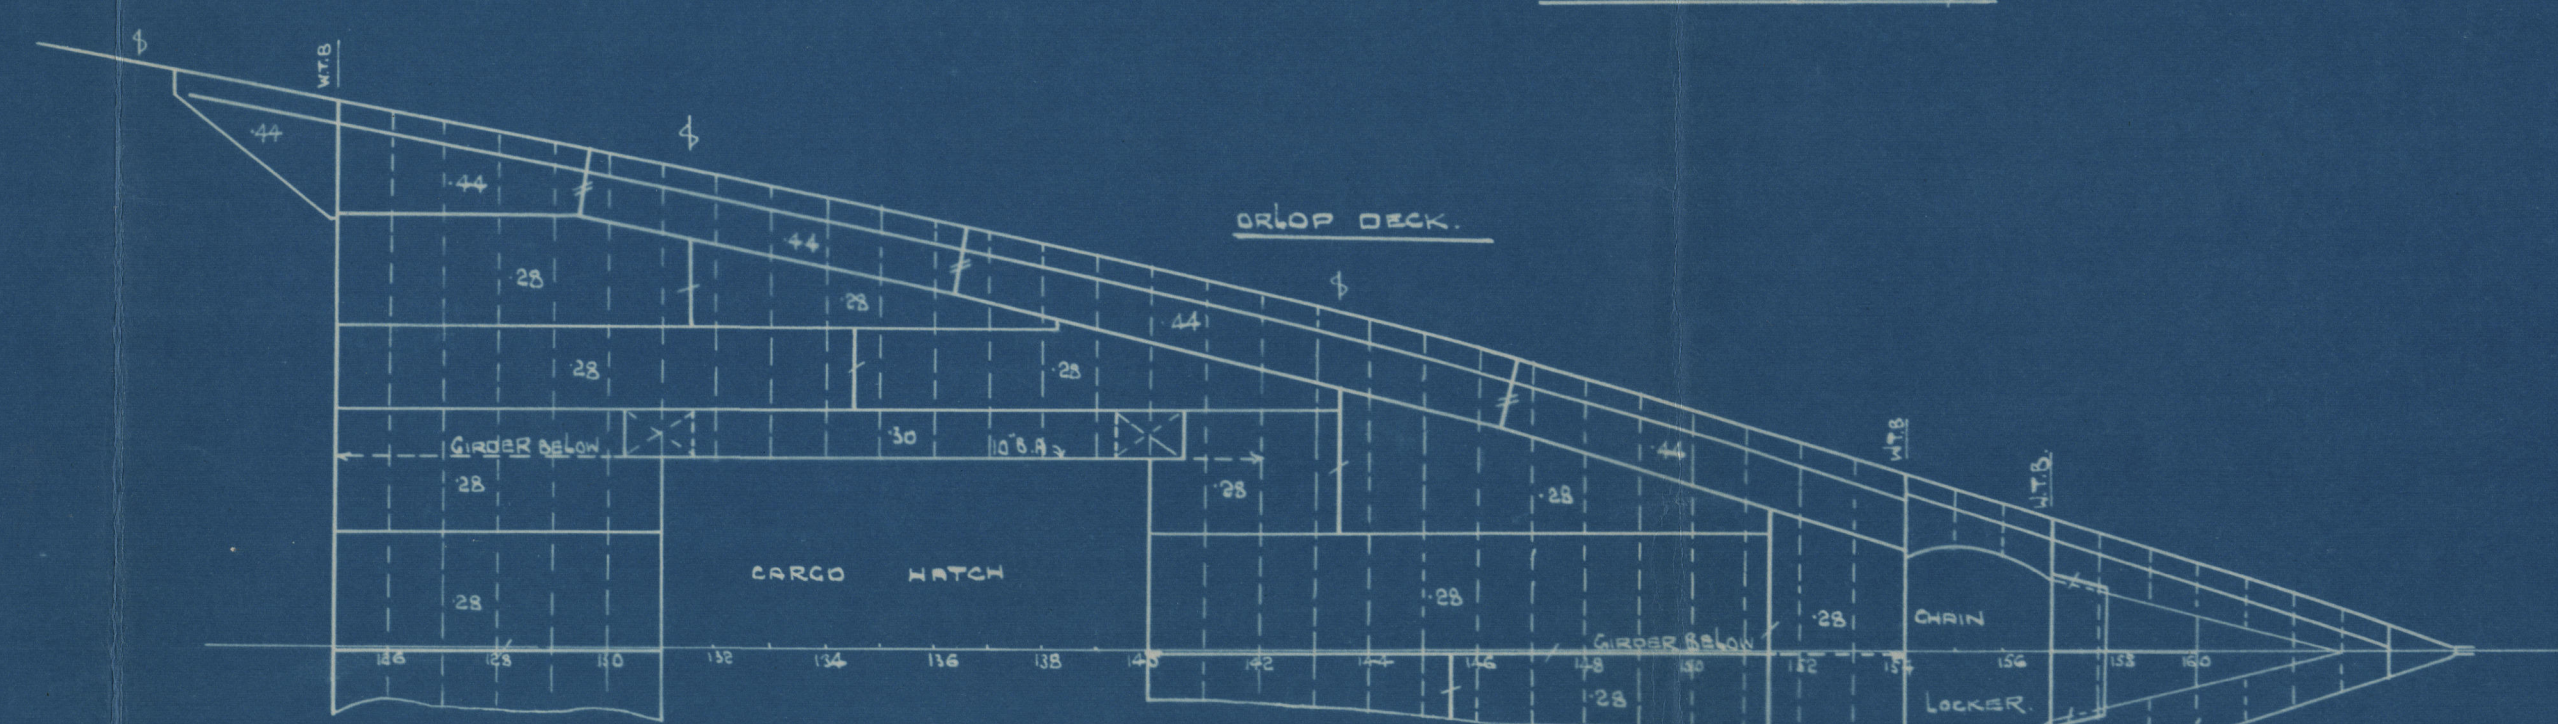 W.T.B
.44
.44
ORLOP DECK.
.28
.44
.28
.44
.28
.28
GIRDER BELOW
.30
10" B.A
.44
W.T.B
W.T.B.
.28
.28
.28
CARGO HATCH
.28
.28
.28
CHAIN
GIRDER BELOW
126 128 130 132 134 136 138 140 142 144 146 148 150 152 154 156 158 160
.28
LOCKER.